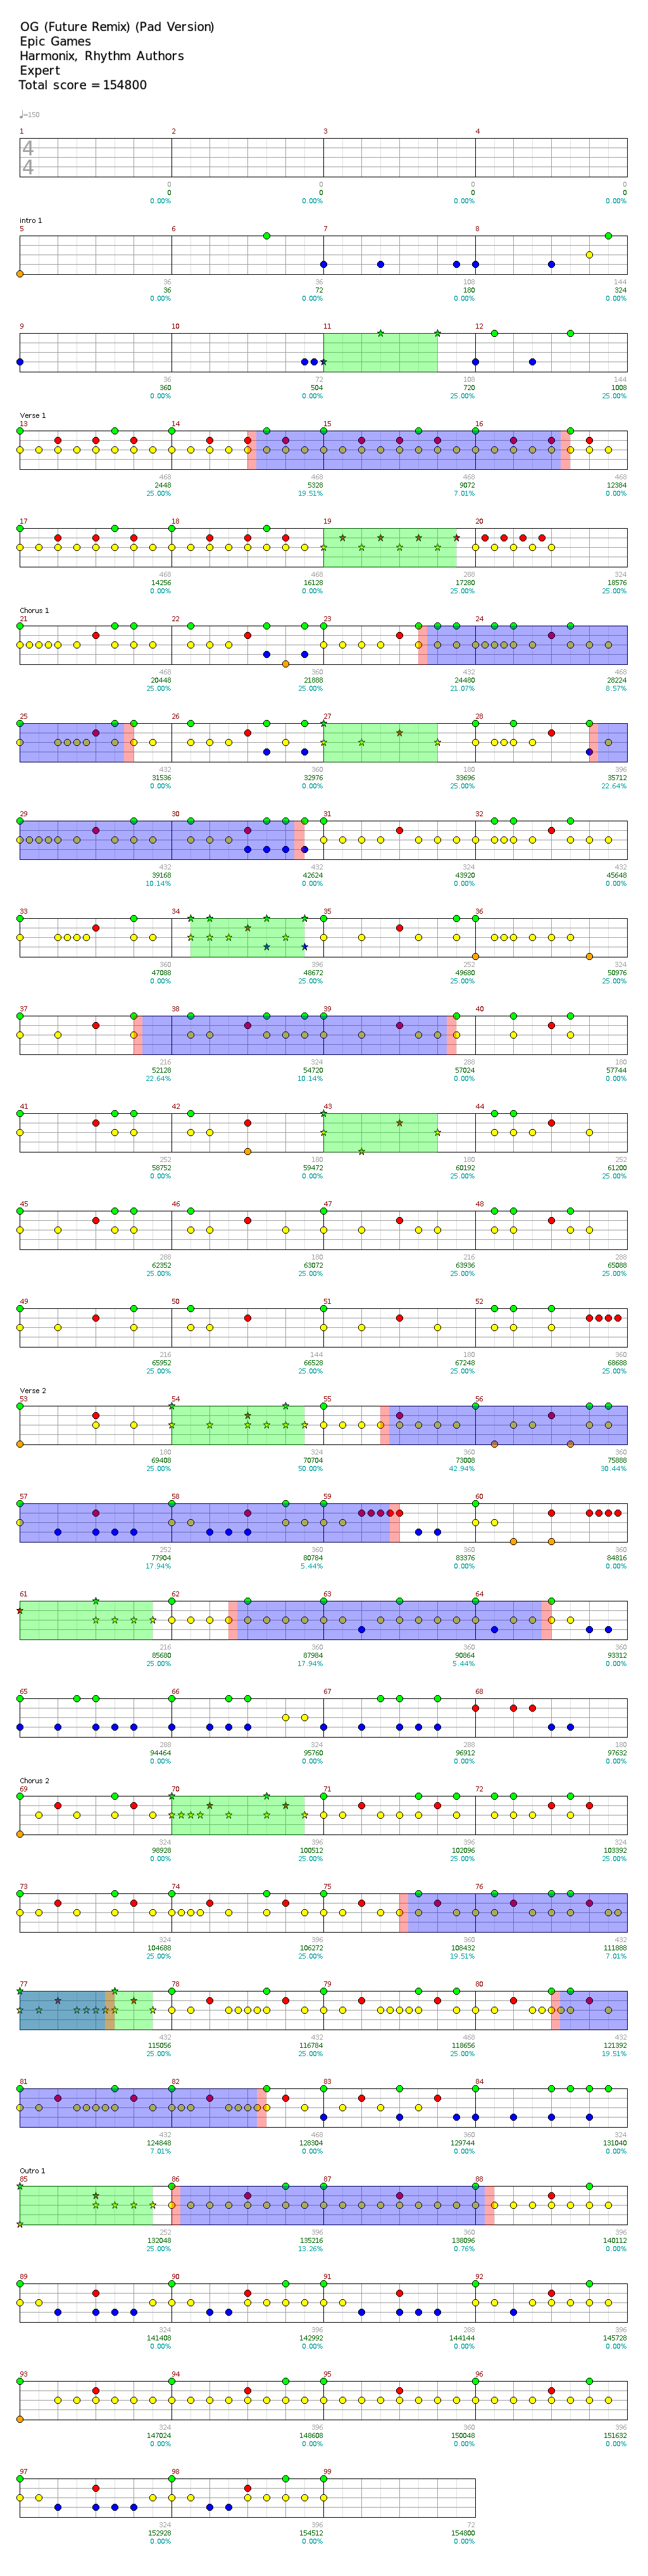 OG (Future Remix) (Pad Version)
Epic Games
Harmonix, Rhythm Authors
Expert
Total score = 154800
♩=150
1 2 3 4
4
4
0 0 0 0
0 0 0 0
0.00% 0.00% 0.00% 0.00%
intro 1
5 6 7 8
36 36 108 144
36 72 180 324
0.00% 0.00% 0.00% 0.00%
9 10 11 12
36 72 108 144
360 504 720 1008
0.00% 0.00% 25.00% 25.00%
Verse 1
13 14 15 16
468 468 468 468
2448 5328 9072 12384
25.00% 19.51% 7.01% 0.00%
17 18 19 20
468 468 288 324
14256 16128 17280 18576
0.00% 0.00% 25.00% 25.00%
Chorus 1
21 22 23 24
468 360 432 468
20448 21888 24480 28224
25.00% 25.00% 21.07% 8.57%
25 26 27 28
432 360 180 396
31536 32976 33696 35712
0.00% 0.00% 25.00% 22.64%
29 30 31 32
432 432 324 432
39168 42624 43920 45648
10.14% 0.00% 0.00% 0.00%
33 34 35 36
360 396 252 324
47088 48672 49680 50976
0.00% 25.00% 25.00% 25.00%
37 38 39 40
216 324 288 180
52128 54720 57024 57744
22.64% 10.14% 0.00% 0.00%
41 42 43 44
252 180 180 252
58752 59472 60192 61200
0.00% 0.00% 25.00% 25.00%
45 46 47 48
288 180 216 288
62352 63072 63936 65088
25.00% 25.00% 25.00% 25.00%
49 50 51 52
216 144 180 360
65952 66528 67248 68688
25.00% 25.00% 25.00% 25.00%
Verse 2
53 54 55 56
180 324 360 360
69408 70704 73008 75888
25.00% 50.00% 42.94% 30.44%
57 58 59 60
252 360 360 360
77904 80784 83376 84816
17.94% 5.44% 0.00% 0.00%
61 62 63 64
216 360 360 360
85680 87984 90864 93312
25.00% 17.94% 5.44% 0.00%
65 66 67 68
288 324 288 180
94464 95760 96912 97632
0.00% 0.00% 0.00% 0.00%
Chorus 2
69 70 71 72
324 396 396 324
98928 100512 102096 103392
0.00% 25.00% 25.00% 25.00%
73 74 75 76
324 396 360 432
104688 106272 108432 111888
25.00% 25.00% 19.51% 7.01%
77 78 79 80
432 432 468 432
115056 116784 118656 121392
25.00% 25.00% 25.00% 19.51%
81 82 83 84
432 468 360 324
124848 128304 129744 131040
7.01% 0.00% 0.00% 0.00%
Outro 1
85 86 87 88
252 396 360 396
132048 135216 138096 140112
25.00% 13.26% 0.76% 0.00%
89 90 91 92
324 396 288 396
141408 142992 144144 145728
0.00% 0.00% 0.00% 0.00%
93 94 95 96
324 396 360 396
147024 148608 150048 151632
0.00% 0.00% 0.00% 0.00%
97 98 99
324 396 72
152928 154512 154800
0.00% 0.00% 0.00%